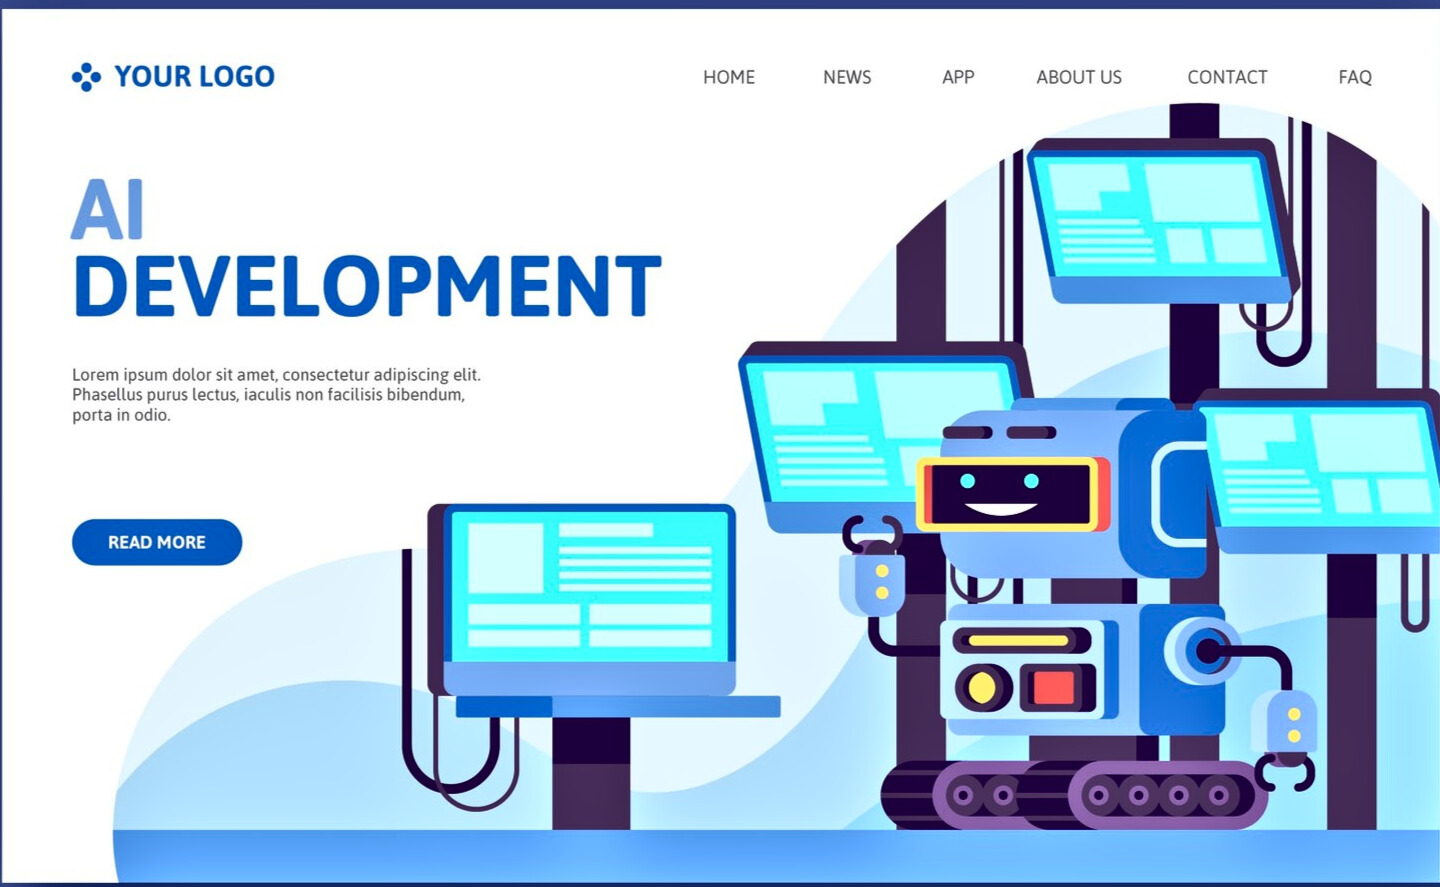 YOUR LOGO
HOME NEWS APP ABOUT US CONTACT FAQ
AI
DEVELOPMENT
Lorem ipsum dolor sit amet, consectetur adipiscing elit.
Phasellus purus lectus, iaculis non facilisis bibendum,
porta in odio.
READ MORE